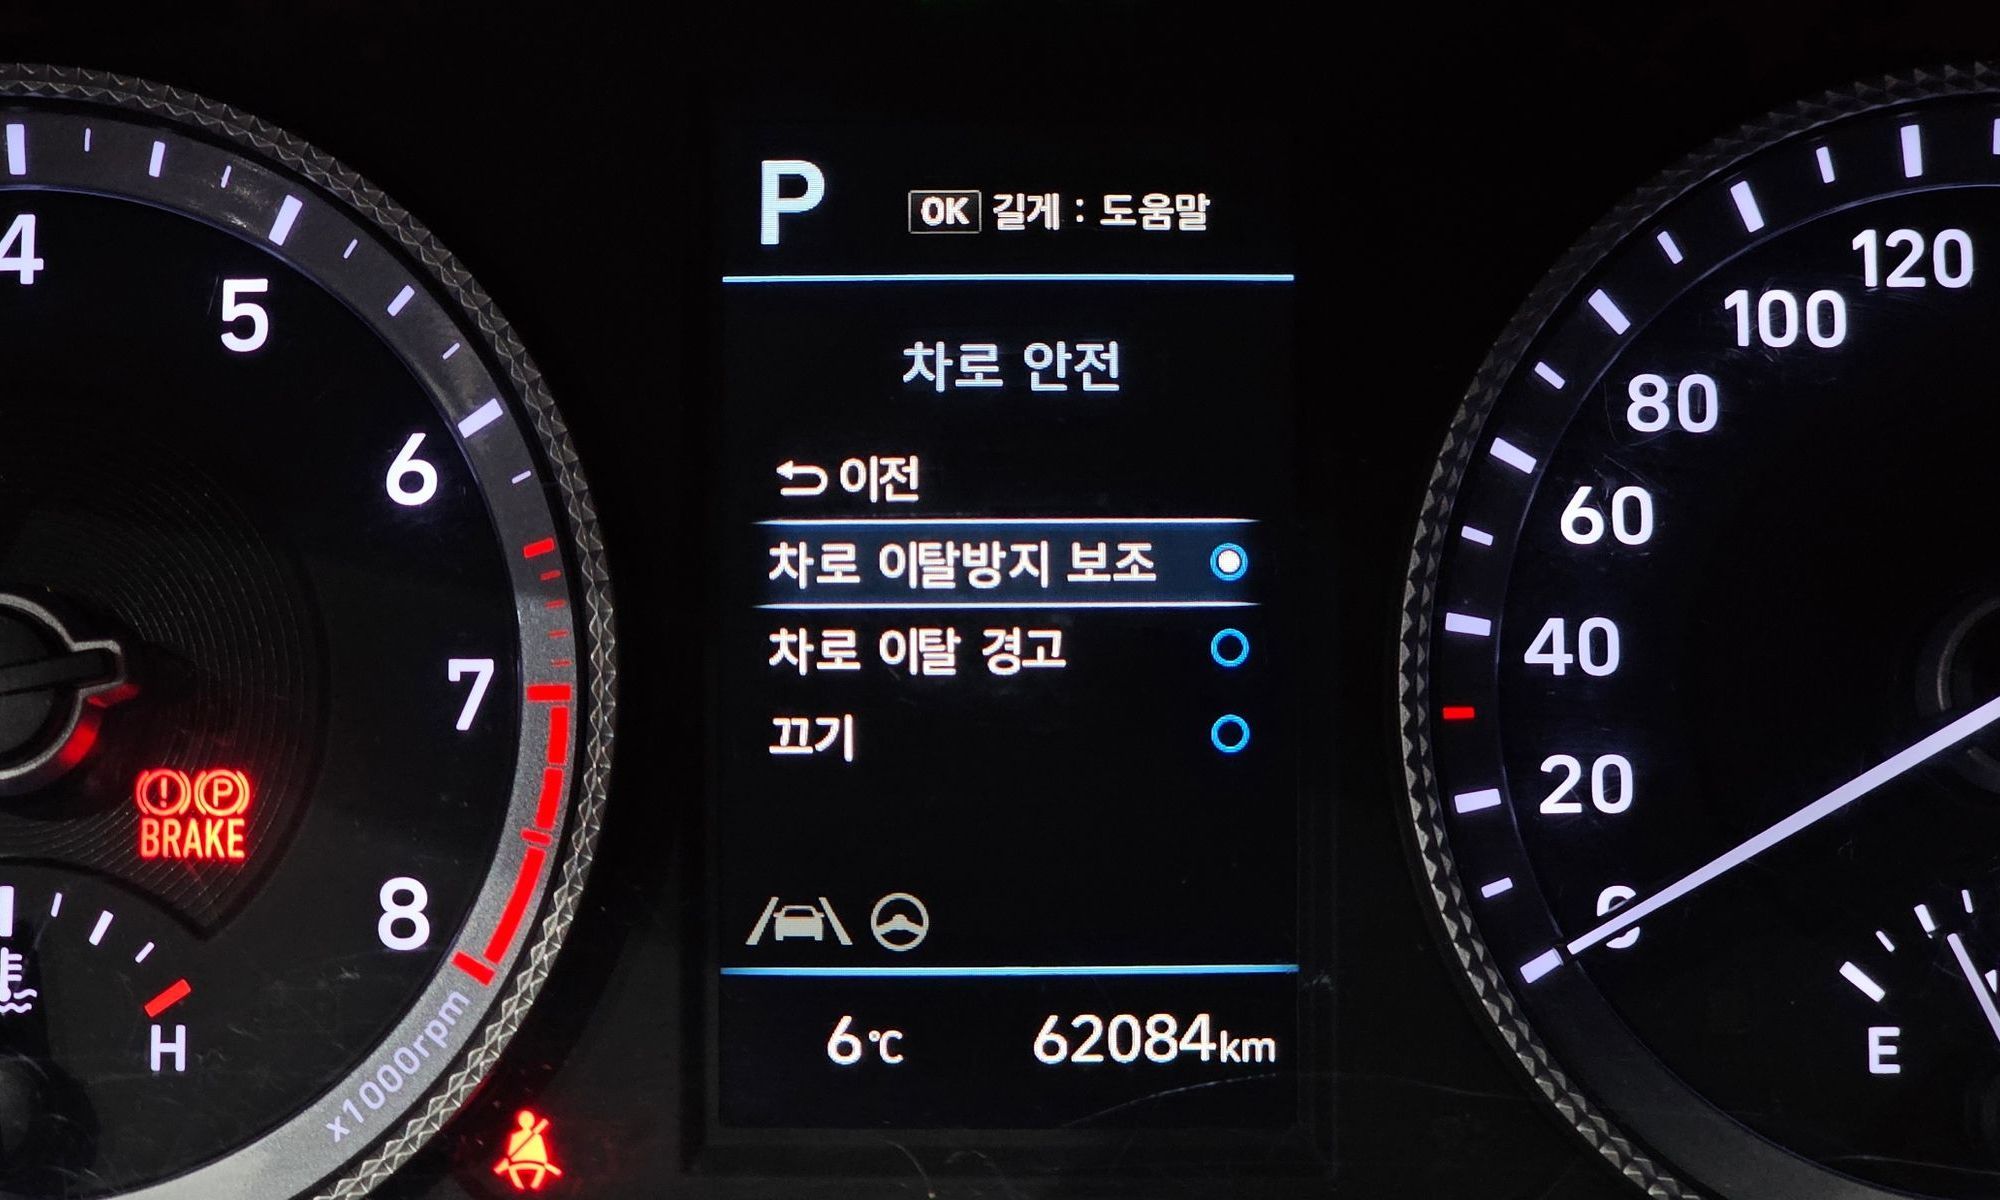 P
OK 길게 : 도움말
차로 안전
이전
차로 이탈방지 보조
차로 이탈 경고
끄기
6℃ 62084km
4
5
6
7
8
x1000rpm
H
P
BRAKE
120
100
80
60
40
20
0
E